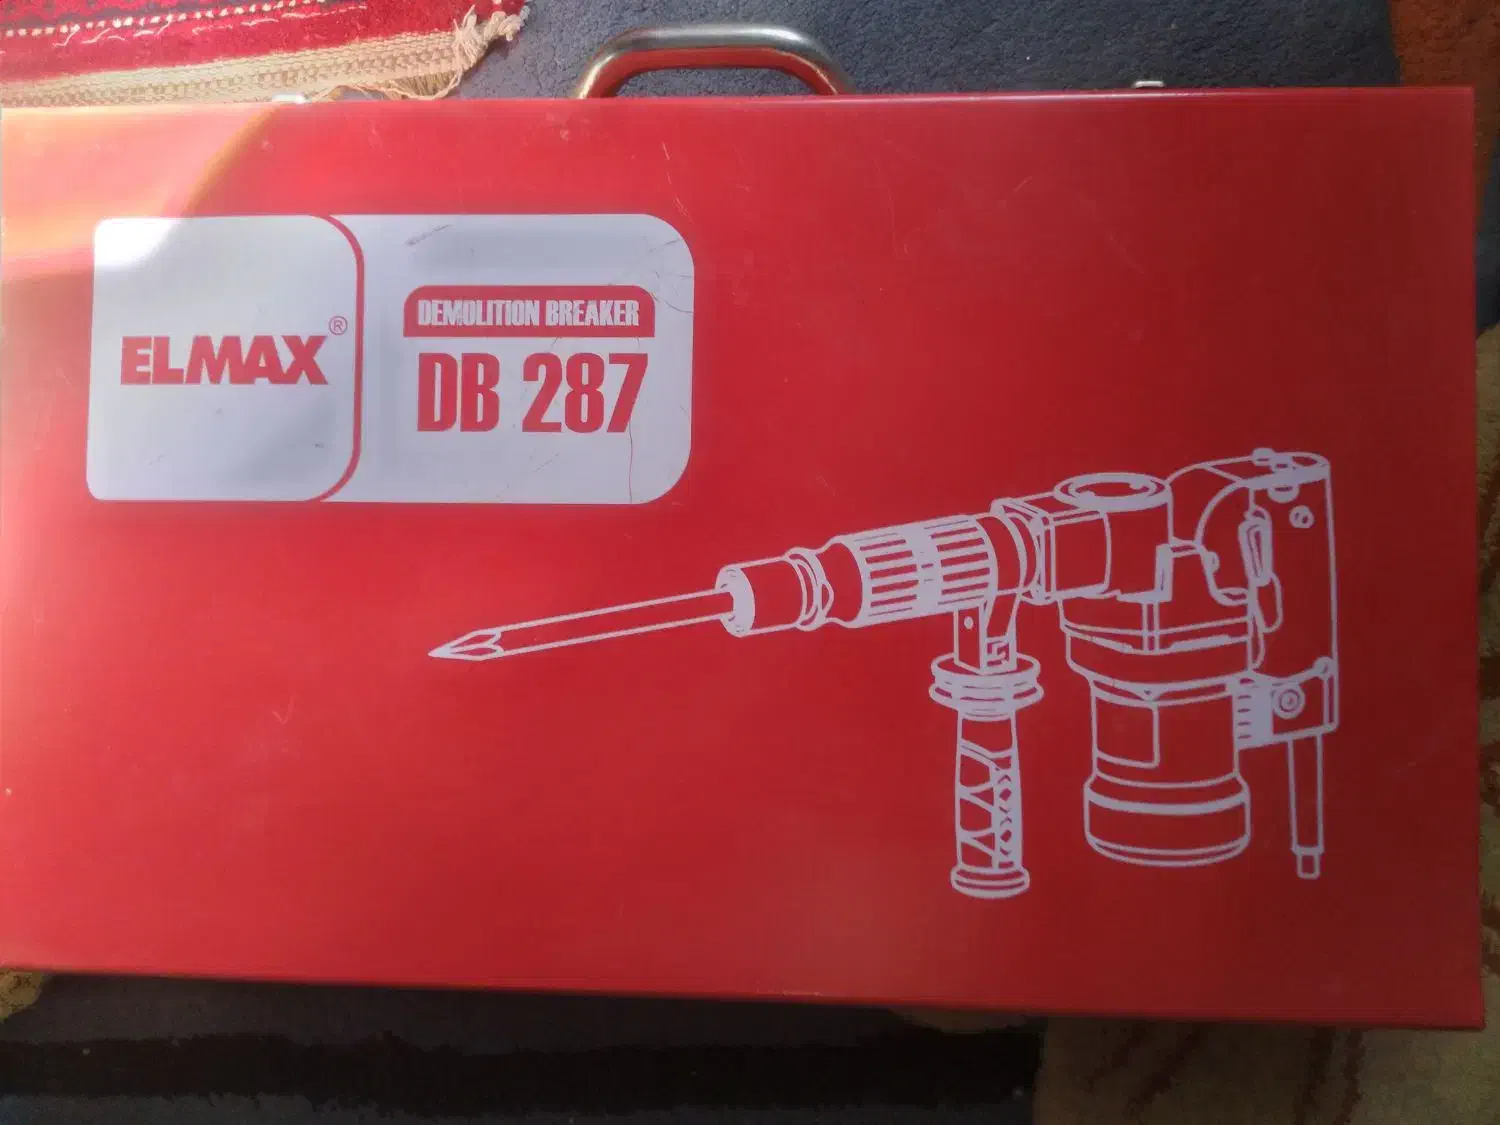 ELMAX®
DEMOLITION BREAKER
DB 287